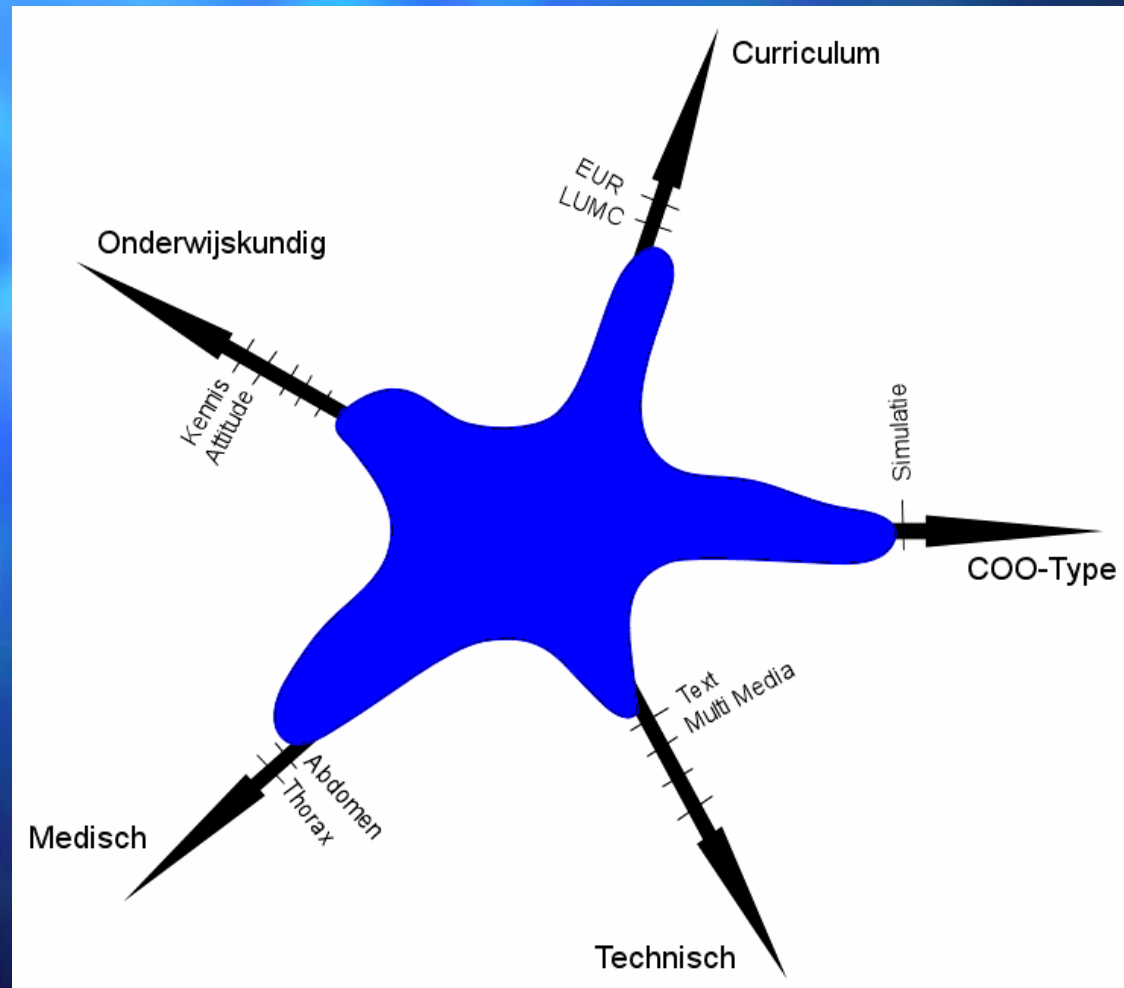 Curriculum
EUR
LUMC
Onderwijskundig
Kennis
Attitude
Simulatie
COO-Type
Text
Multi Media
Abdomen
Thorax
Medisch
Technisch